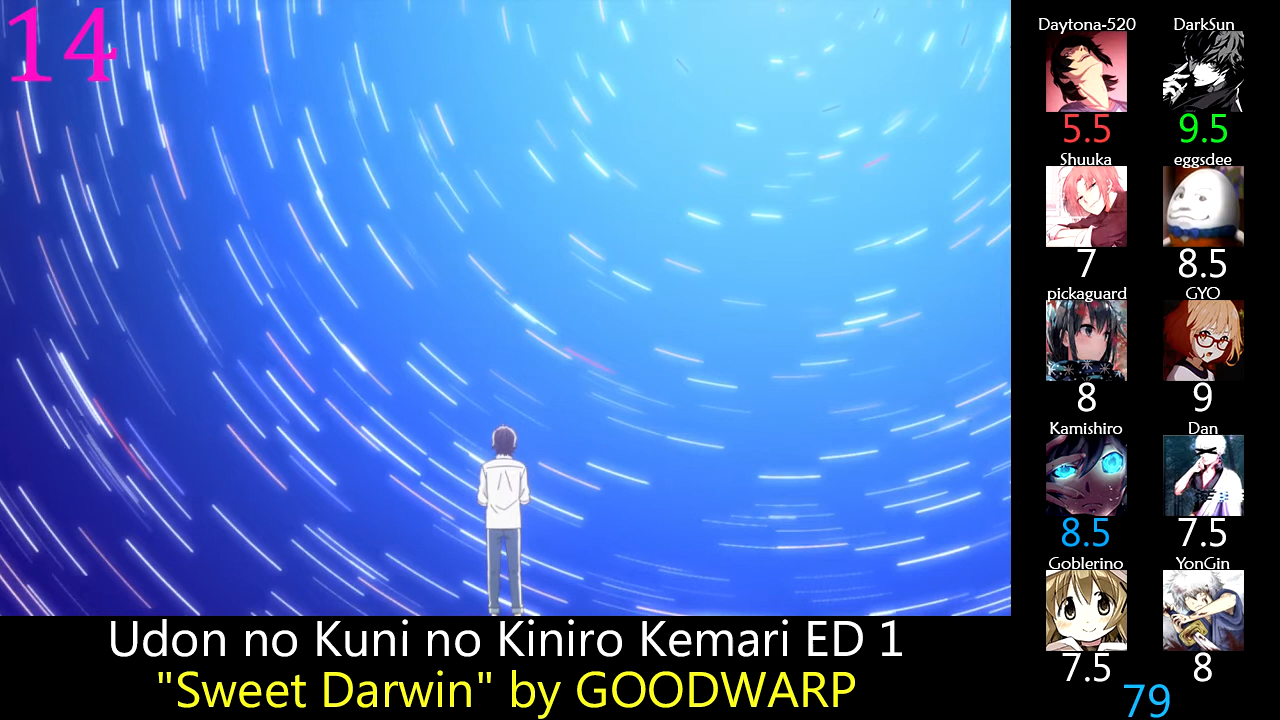 14
Daytona-520 DarkSun
5.5 9.5
Shuuka eggsdee
7 8.5
pickaguard GYO
8 9
Kamishiro Dan
8.5 7.5
Goblerino YonGin
7.5 8
79
Udon no Kuni no Kiniro Kemari ED 1
"Sweet Darwin" by GOODWARP